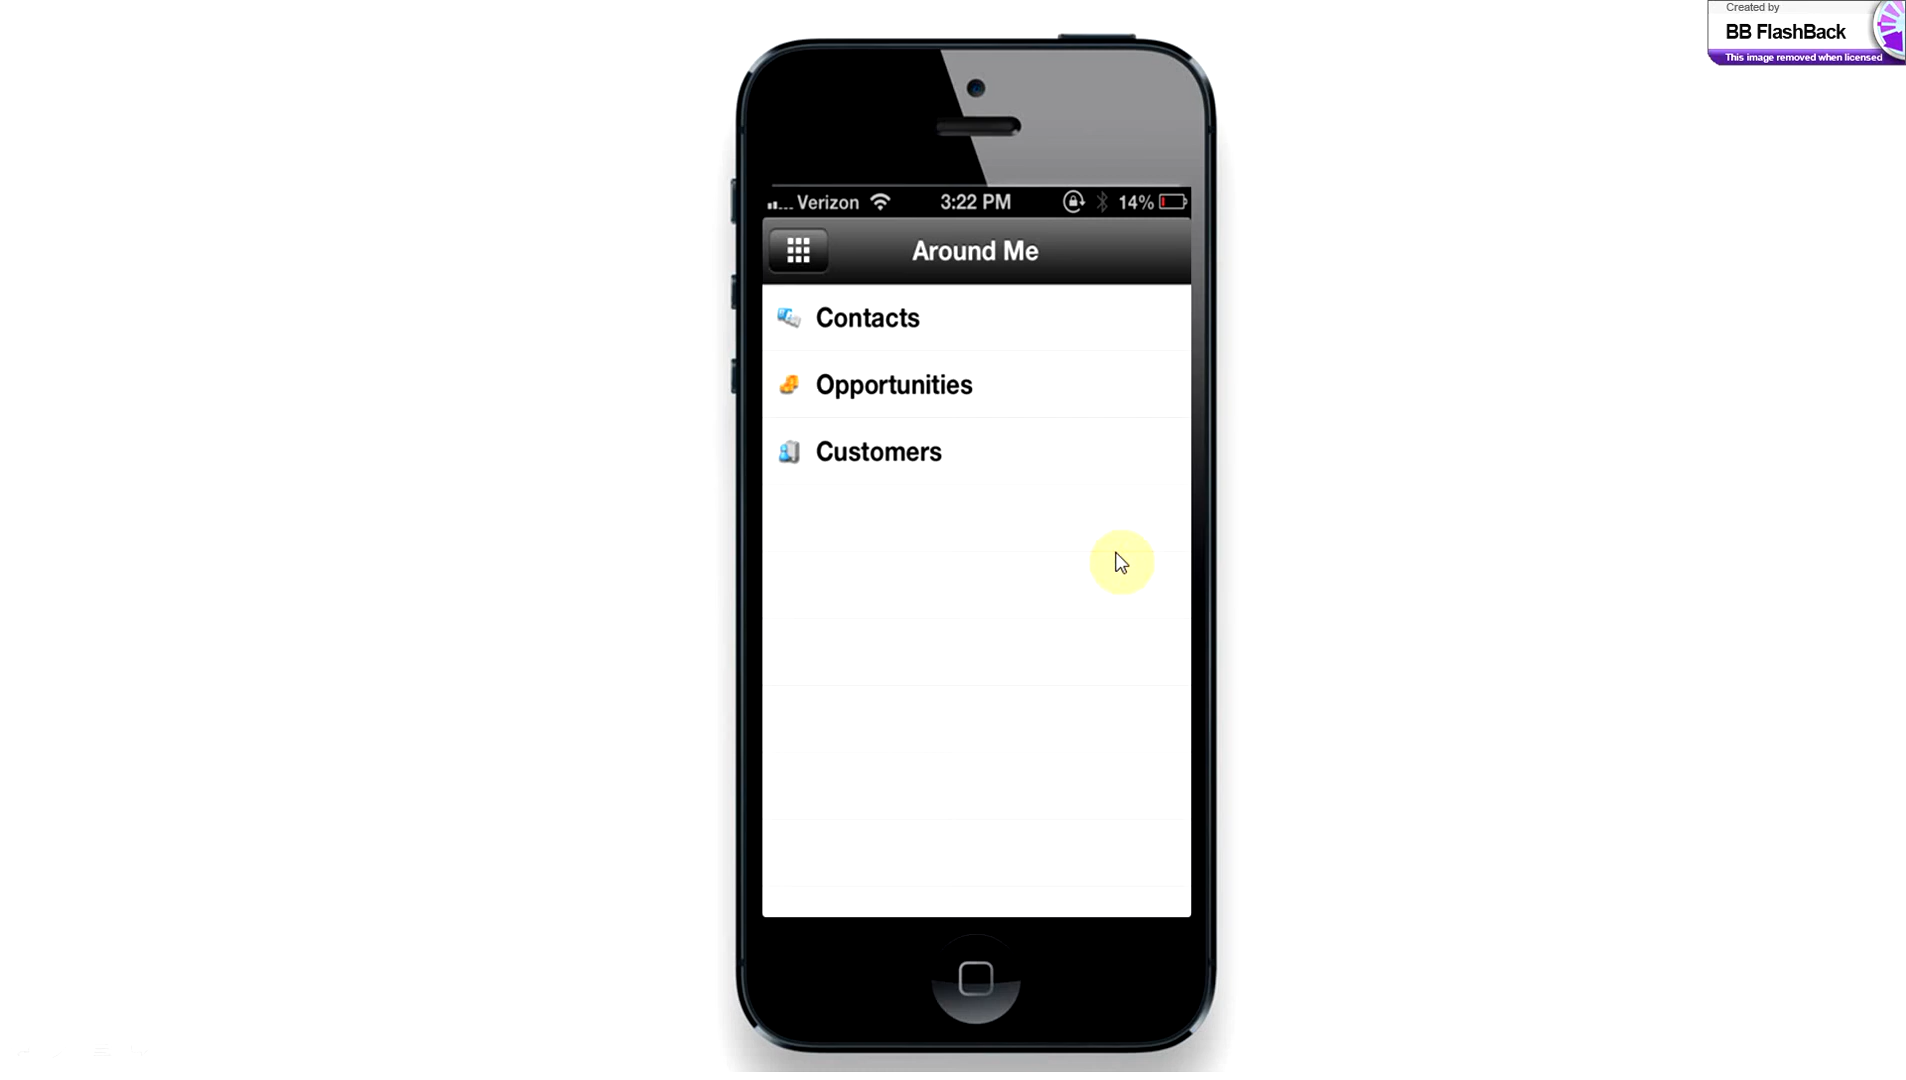 Created by
BB FlashBack
This image removed when licensed
Verizon 3:22 PM 14%
Around Me
Contacts
Opportunities
Customers